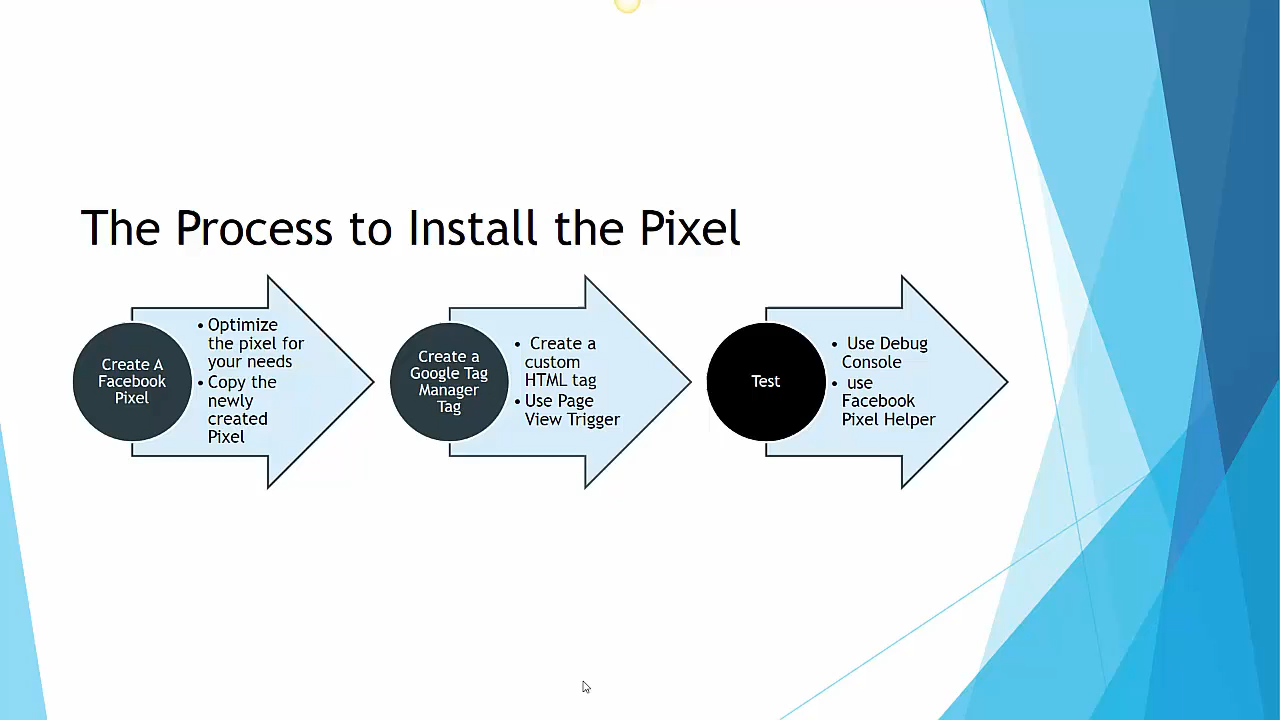 The Process to Install the Pixel
Create A
Facebook
Pixel
• Optimize
the pixel for
your needs
• Copy the
newly
created
Pixel
Create a
Google Tag
Manager
Tag
• Create a
custom
HTML tag
• Use Page
View Trigger
Test
• Use Debug
Console
• use
Facebook
Pixel Helper